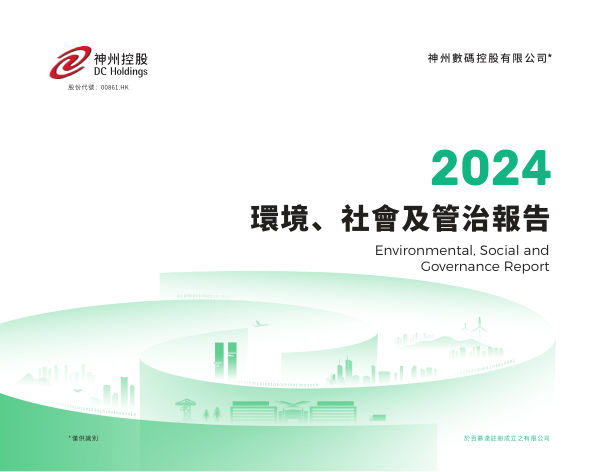 神州控股
DC Holdings
股份代號：00861.HK
神州數碼控股有限公司*
2024
環境、社會及管治報告
Environmental, Social and
Governance Report
*僅供識別
於百慕達註冊成立之有限公司